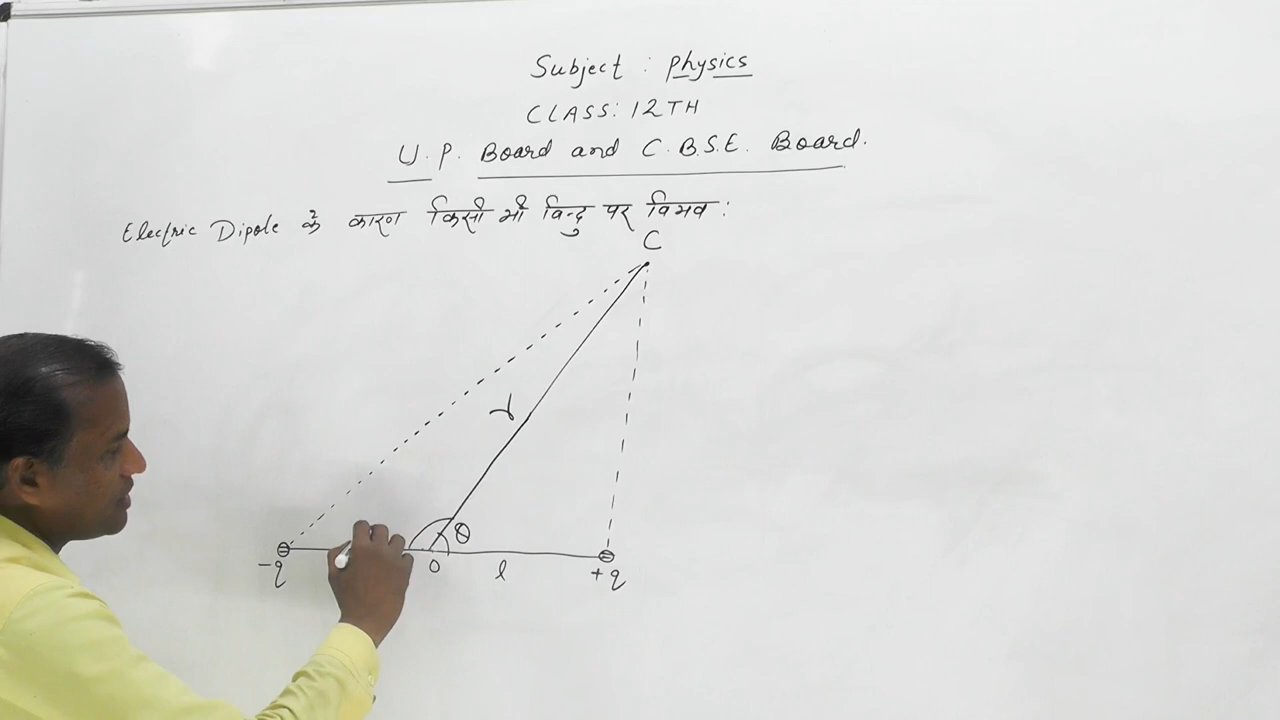 Subject : Physics
CLASS: 12TH
U.P. Board and C.B.S.E. Board.
Electric Dipole के कारण किसी भी विन्दु पर विभव :
C
r
θ
-q
O
l
+q